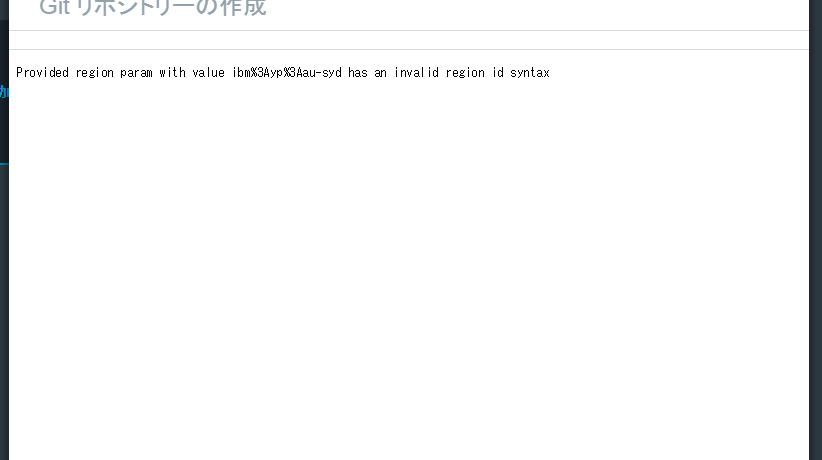 Git リポジトリーの作成
Provided region param with value ibm%3Ayp%3Aau-syd has an invalid region id syntax
加